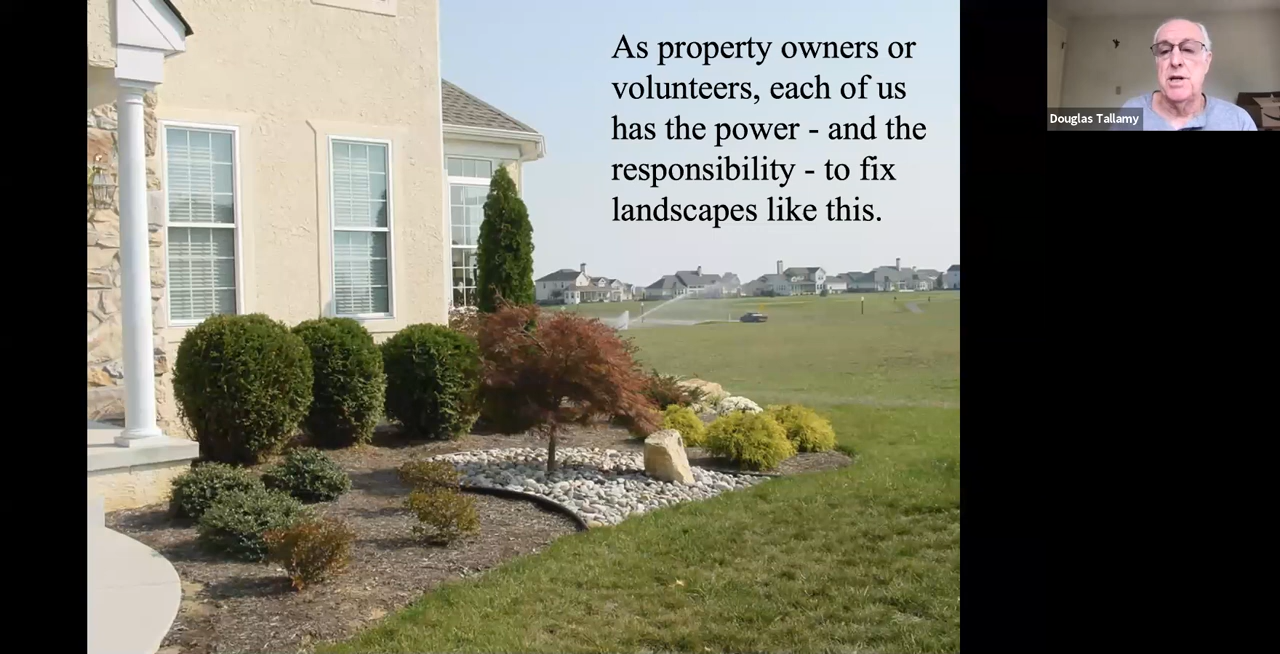 As property owners or
volunteers, each of us
has the power - and the
responsibility - to fix
landscapes like this.
Douglas Tallamy